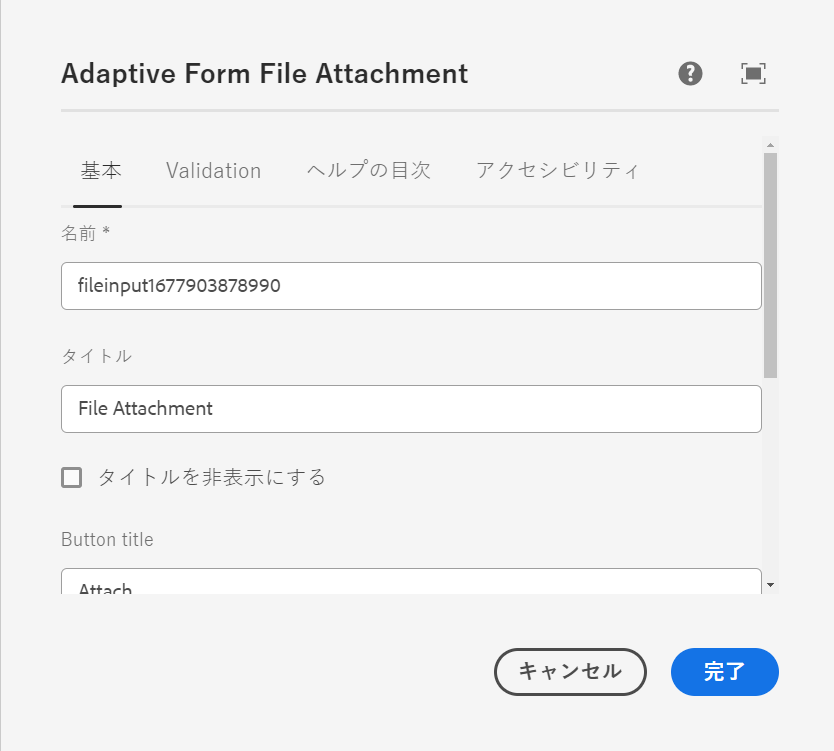 Adaptive Form File Attachment
基本 Validation ヘルプの目次 アクセシビリティ
名前 *
fileinput1677903878990
タイトル
File Attachment
タイトルを非表示にする
Button title
Attach
キャンセル 完了